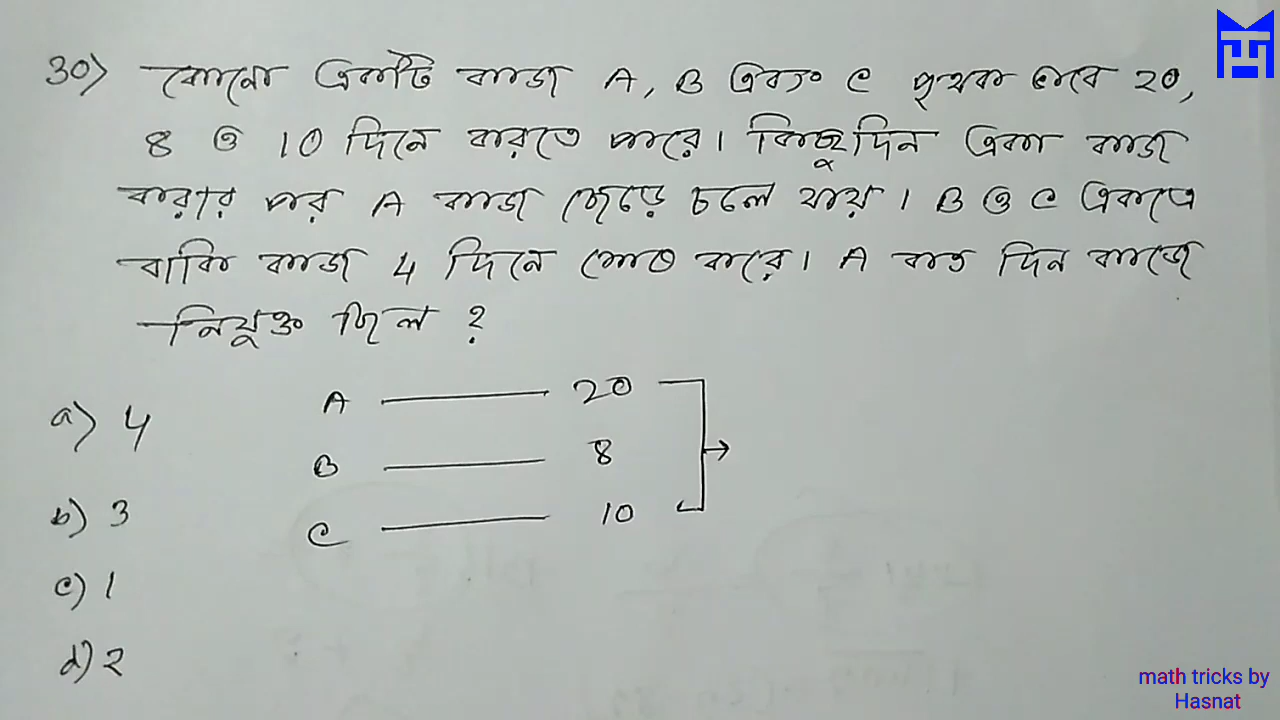 30) কোনো একটি কাজ A, B এবং C পৃথক ভাবে 20,
8 ও 10 দিনে করতে পারে। কিছুদিন একা কাজ
করার পর A কাজ ছেড়ে চলে যায়। B ও C একত্রে
বাকি কাজ 4 দিনে শেষ করে। A কত দিন কাজে
নিযুক্ত ছিল ?
a) 4
b) 3
c) 1
d) 2
A 20
B 8
C 10
math tricks by
Hasnat